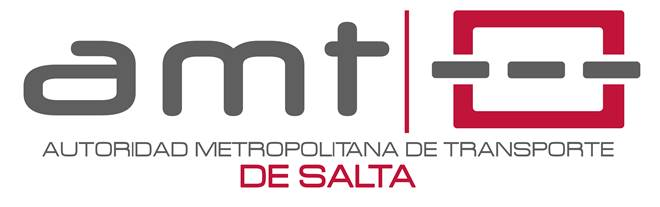 amt
AUTORIDAD METROPOLITANA DE TRANSPORTE
DE SALTA